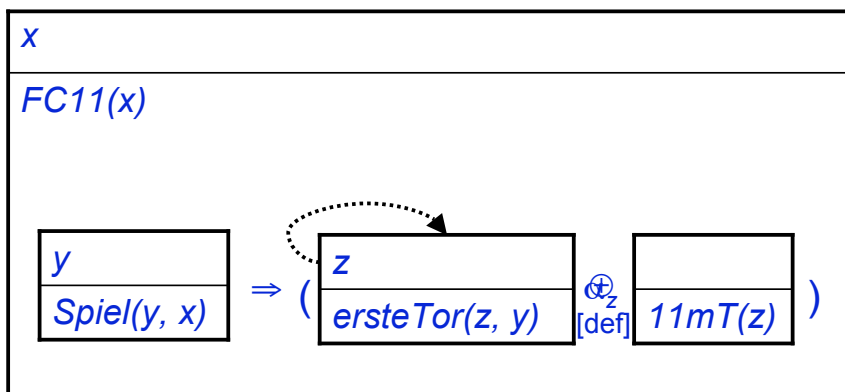 x
FC11(x)
y
z
Spiel(y, x) ⇒ ( ersteTor(z, y) z [def] 11mT(z) )